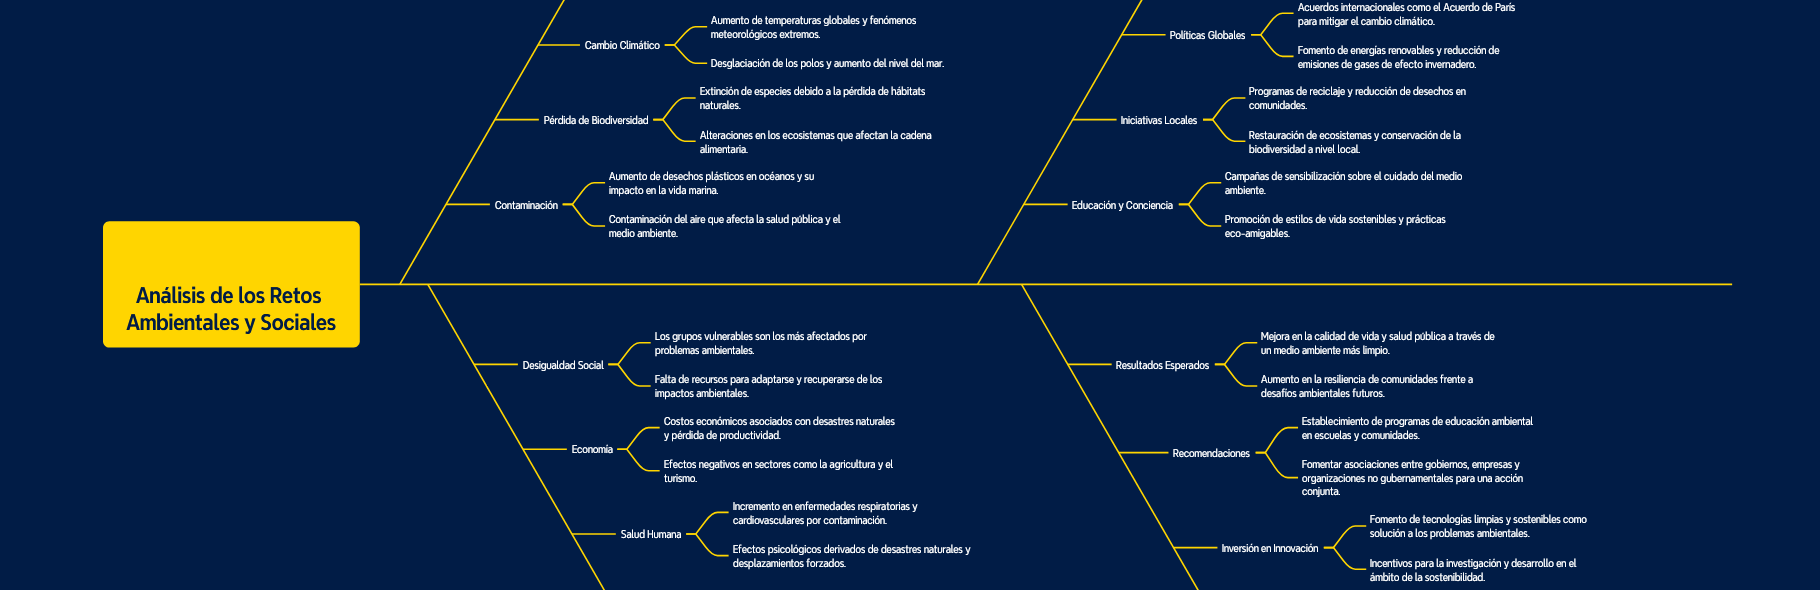 Análisis de los Retos
Ambientales y Sociales
Cambio Climático
Aumento de temperaturas globales y fenómenos
meteorológicos extremos.
Desglaciación de los polos y aumento del nivel del mar.
Pérdida de Biodiversidad
Extinción de especies debido a la pérdida de hábitats
naturales.
Alteraciones en los ecosistemas que afectan la cadena
alimentaria.
Contaminación
Aumento de desechos plásticos en océanos y su
impacto en la vida marina.
Contaminación del aire que afecta la salud pública y el
medio ambiente.
Políticas Globales
Acuerdos internacionales como el Acuerdo de París
para mitigar el cambio climático.
Fomento de energías renovables y reducción de
emisiones de gases de efecto invernadero.
Iniciativas Locales
Programas de reciclaje y reducción de desechos en
comunidades.
Restauración de ecosistemas y conservación de la
biodiversidad a nivel local.
Educación y Conciencia
Campañas de sensibilización sobre el cuidado del medio
ambiente.
Promoción de estilos de vida sostenibles y prácticas
eco-amigables.
Desigualdad Social
Los grupos vulnerables son los más afectados por
problemas ambientales.
Falta de recursos para adaptarse y recuperarse de los
impactos ambientales.
Economía
Costos económicos asociados con desastres naturales
y pérdida de productividad.
Efectos negativos en sectores como la agricultura y el
turismo.
Salud Humana
Incremento en enfermedades respiratorias y
cardiovasculares por contaminación.
Efectos psicológicos derivados de desastres naturales y
desplazamientos forzados.
Resultados Esperados
Mejora en la calidad de vida y salud pública a través de
un medio ambiente más limpio.
Aumento en la resiliencia de comunidades frente a
desafíos ambientales futuros.
Recomendaciones
Establecimiento de programas de educación ambiental
en escuelas y comunidades.
Fomentar asociaciones entre gobiernos, empresas y
organizaciones no gubernamentales para una acción
conjunta.
Inversión en Innovación
Fomento de tecnologías limpias y sostenibles como
solución a los problemas ambientales.
Incentivos para la investigación y desarrollo en el
ámbito de la sostenibilidad.